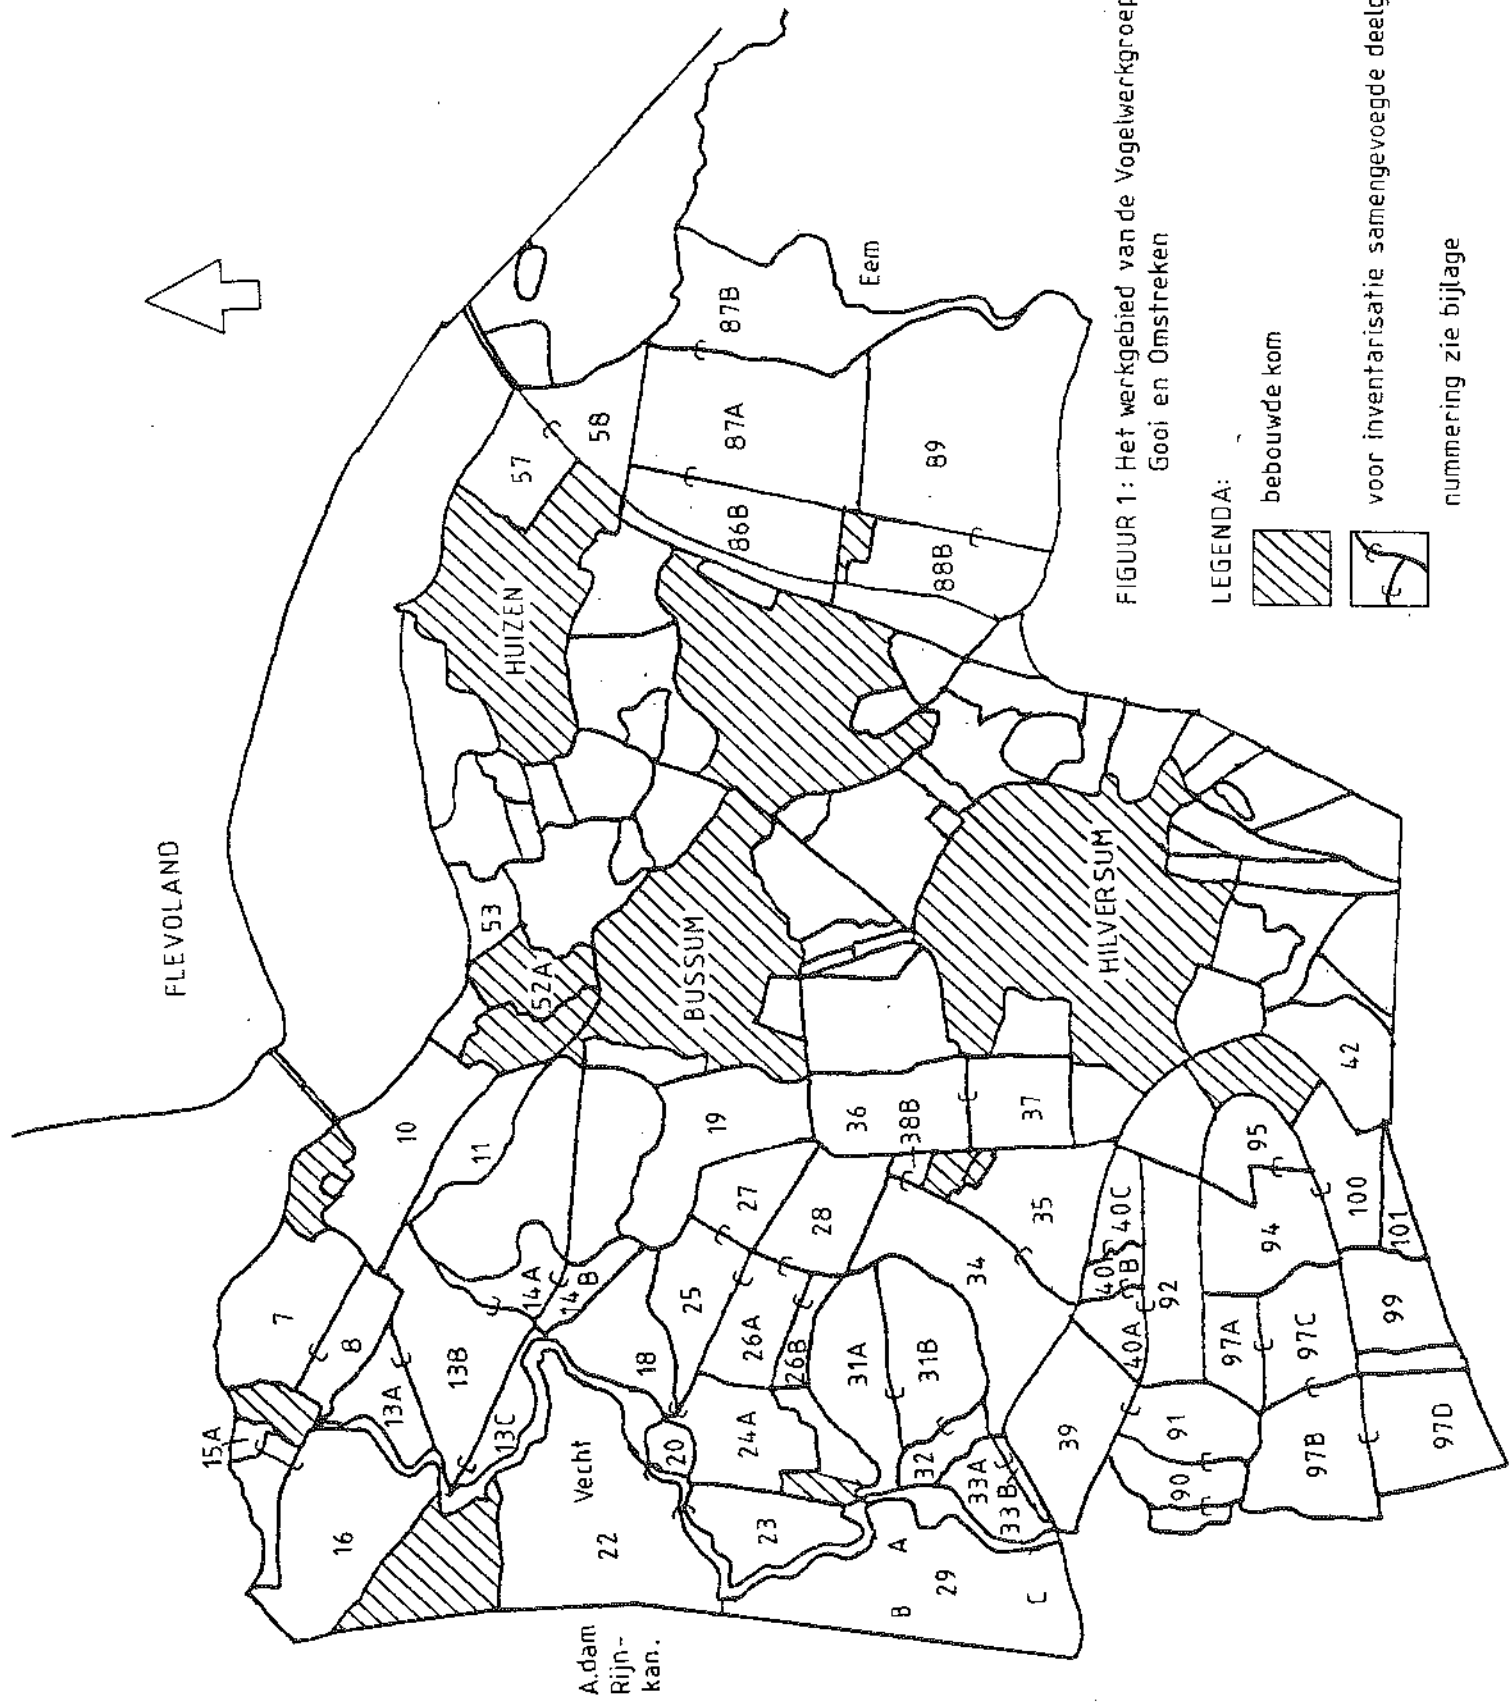 FLEVOLAND
HUIZEN
BUSSUM
HILVERSUM
Eem
Vecht
A.dam
Rijn-
kan.
7
8
10
11
13A
13B
13C
14A
14B
15A
16
18
19
20
22
23
24A
25
26A
26B
27
28
29
A
B
C
31A
31B
32
33A
33B
34
35
36
37
38B
39
40A
40B
40C
42
52A
53
57
58
86B
87A
87B
88B
89
90
91
92
94
95
97A
97B
97C
97D
99
100
101
FIGUUR 1: Het werkgebied van de Vogelwerkgroep
Gooi en Omstreken
LEGENDA:
bebouwde kom
voor inventarisatie samengevoegde deelg
nummering zie bijlage